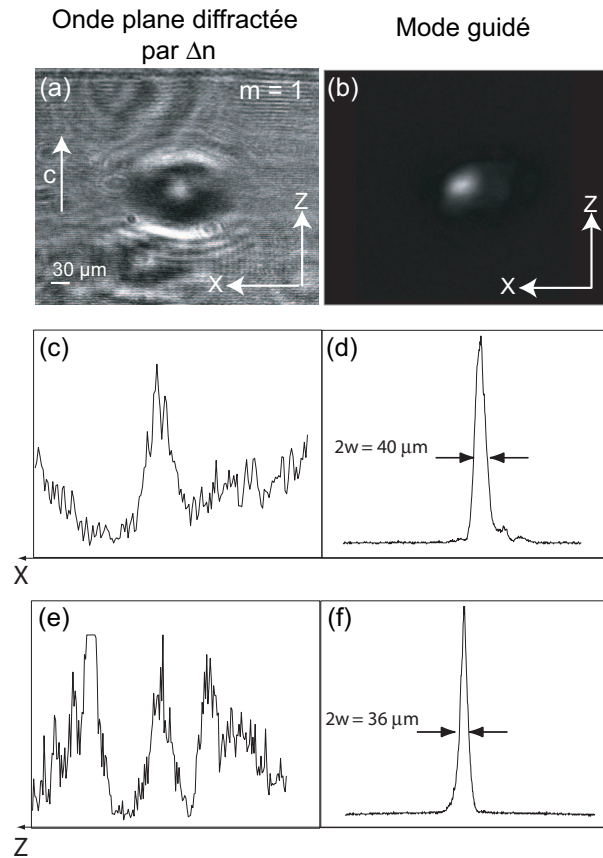 Onde plane diffractée
par Δn
Mode guidé
(a)
m = 1
(b)
c
Z
Z
30 µm
X
X
(c)
(d)
2w = 40 µm
X
(e)
(f)
2w = 36 µm
Z